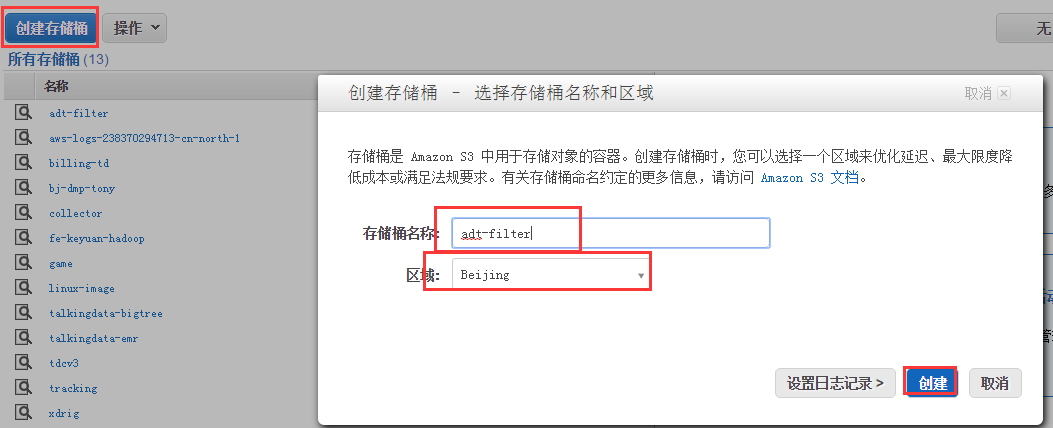 创建存储桶 操作 无
所有存储桶 (13)
名称
adt-filter
aws-logs-238370294713-cn-north-1
billing-td
bj-dmp-tony
collector
fe-keyuan-hadoop
game
linux-image
talkingdata-bigtree
talkingdata-emr
tdcv3
tracking
xdrig
创建存储桶 - 选择存储桶名称和区域 取消
存储桶是 Amazon S3 中用于存储对象的容器。创建存储桶时，您可以选择一个区域来优化延迟、最大限度降
低成本或满足法规要求。有关存储桶命名约定的更多信息，请访问 Amazon S3 文档。
存储桶名称: adt-filter
区域: Beijing
设置日志记录 > 创建 取消
多